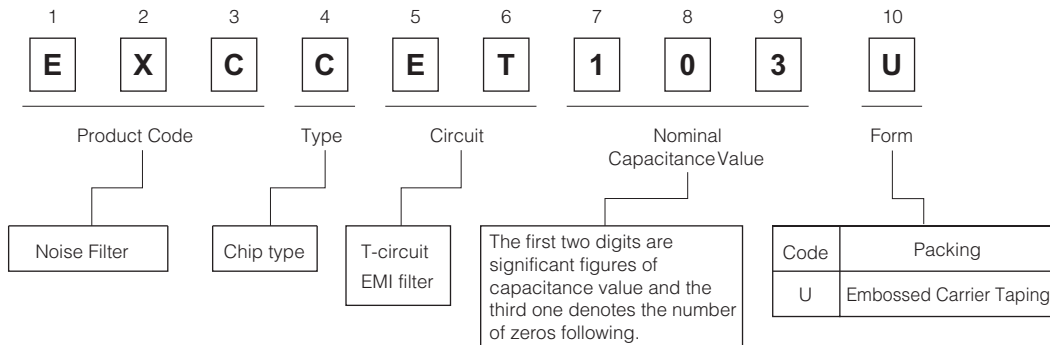 1 2 3 4 5 6 7 8 9 10
E X C C E T 1 0 3 U
Product Code Type Circuit Nominal Capacitance Value Form
Noise Filter
Chip type
T-circuit
EMI filter
The first two digits are
significant figures of
capacitance value and the
third one denotes the number
of zeros following.
Code Packing
U Embossed Carrier Taping